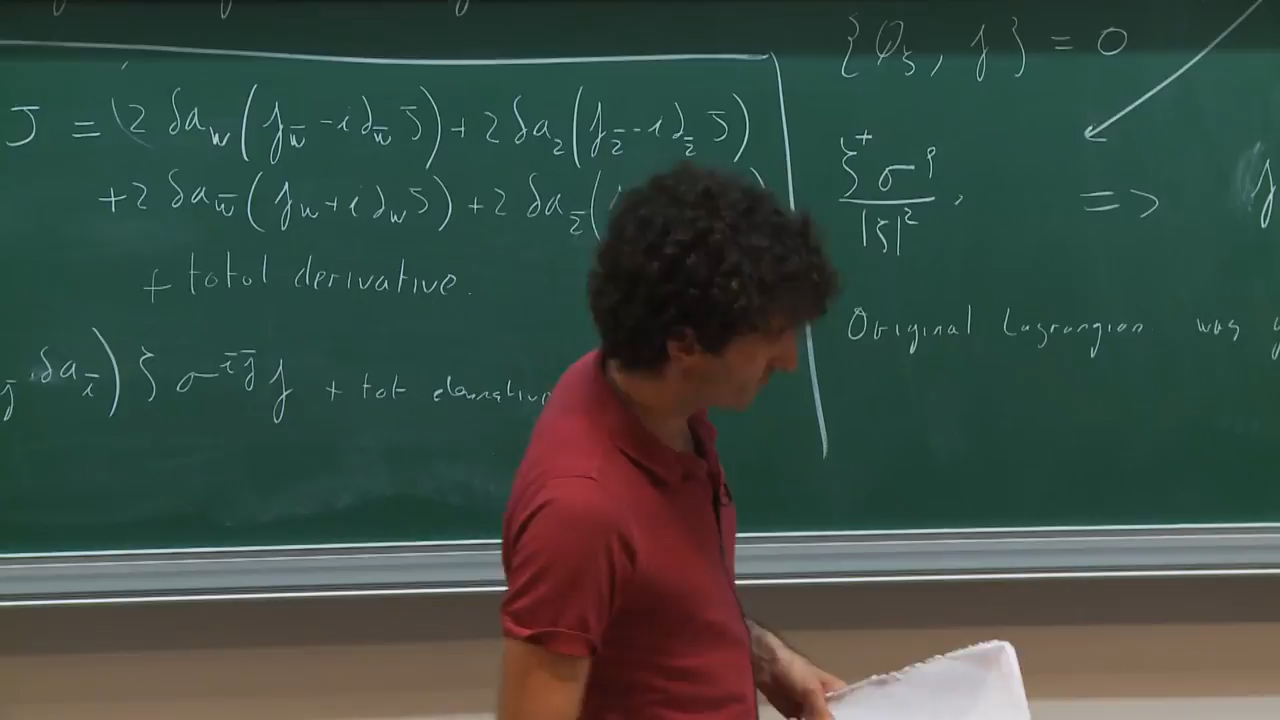 J = (2 δa_w (j_w̄ - i∂_w̄ J) + 2 δa_z (j_z̄ - i∂_z̄ J)
+2 δa_w̄ (j_w + i∂_w J) + 2 δa_z̄ (
+ total derivative.
δa_ī) ζ σ^{īj̄} j + tot derivative
{Q_ζ, j} = 0
ζ^+ σ^i / |ζ|^2 , => j
Original Lagrangian was